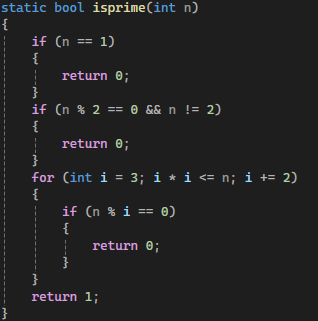 static bool isprime(int n)
{
    if (n == 1)
    {
        return 0;
    }
    if (n % 2 == 0 && n != 2)
    {
        return 0;
    }
    for (int i = 3; i * i <= n; i += 2)
    {
        if (n % i == 0)
        {
            return 0;
        }
    }
    return 1;
}